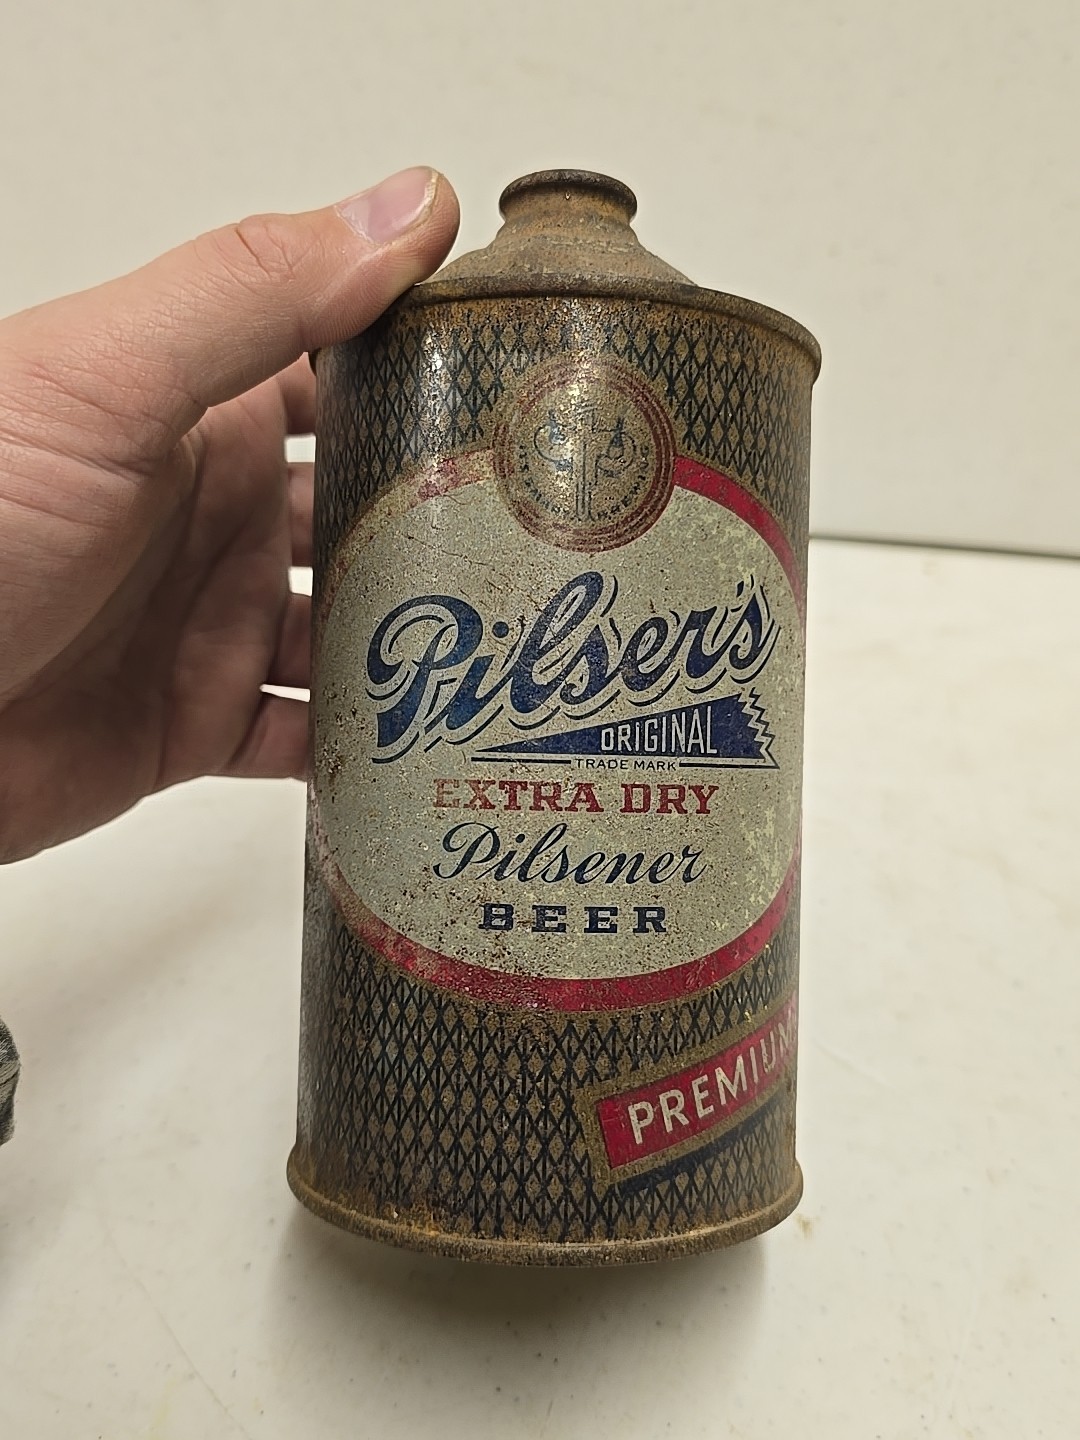 Pilser's
ORIGINAL
TRADE MARK
EXTRA DRY
Pilsener
BEER
PREMIUM